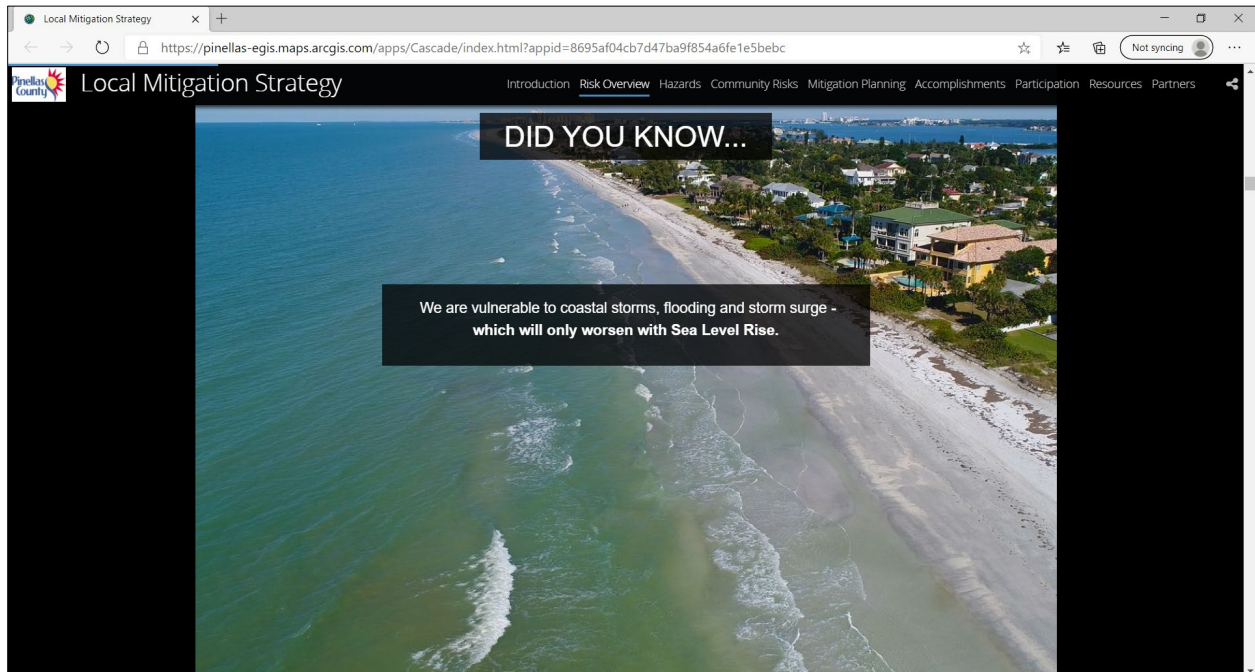 Local Mitigation Strategy
https://pinellas-egis.maps.arcgis.com/apps/Cascade/index.html?appid=8695af04cb7d47ba9f854a6fe1e5bebc
Not syncing
Pinellas
County
Local Mitigation Strategy
Introduction Risk Overview Hazards Community Risks Mitigation Planning Accomplishments Participation Resources Partners
DID YOU KNOW...
We are vulnerable to coastal storms, flooding and storm surge -
which will only worsen with Sea Level Rise.